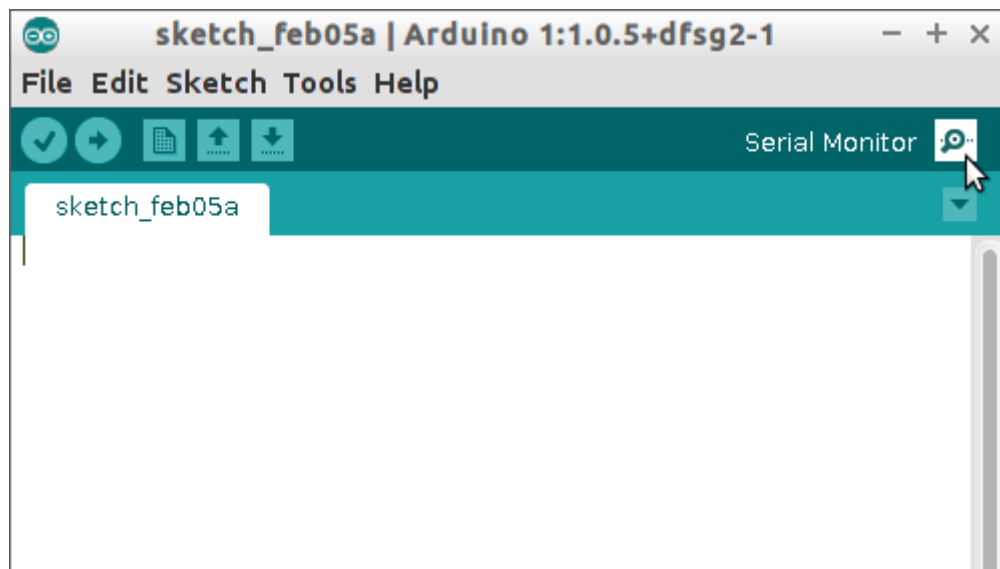 sketch_feb05a | Arduino 1:1.0.5+dfsg2-1
File Edit Sketch Tools Help
Serial Monitor
sketch_feb05a